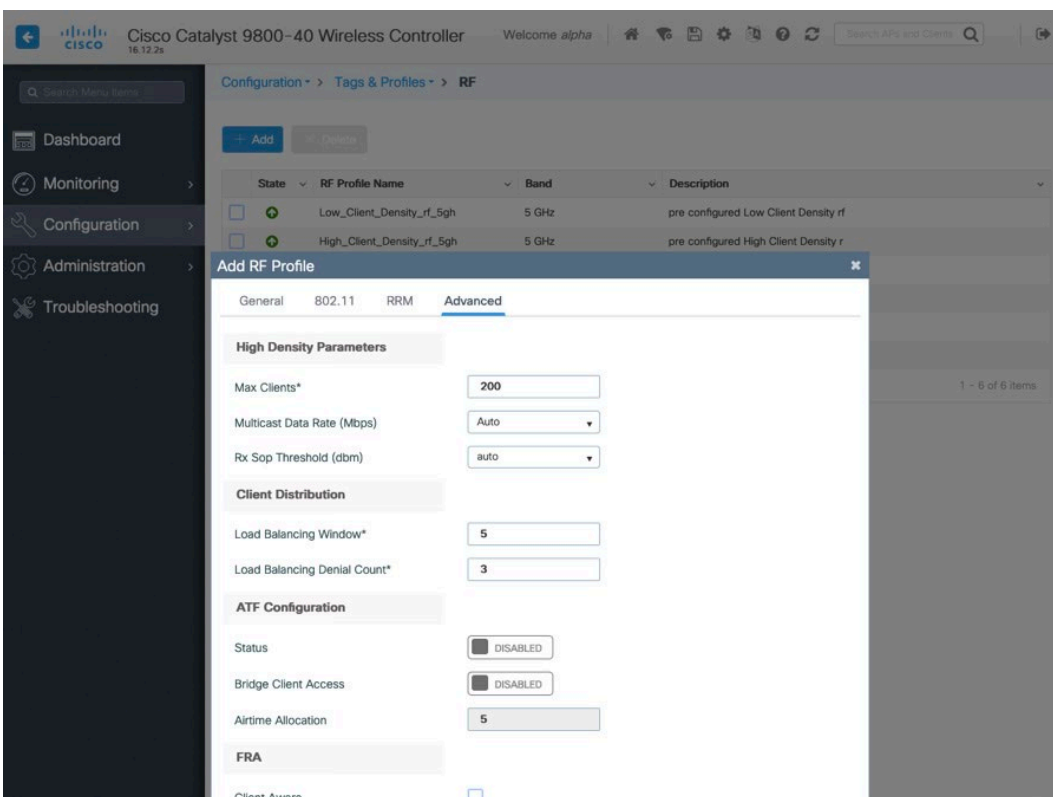 CISCO
Cisco Catalyst 9800-40 Wireless Controller
16.12.2s
Welcome alpha
Search APs and Clients
Search Menu Items
Dashboard
Monitoring
Configuration
Administration
Troubleshooting
Configuration > Tags & Profiles > RF
+ Add
× Delete
State RF Profile Name Band Description
Low_Client_Density_rf_5gh 5 GHz pre configured Low Client Density rf
High_Client_Density_rf_5gh 5 GHz pre configured High Client Density r
1 - 6 of 6 items
Add RF Profile
General 802.11 RRM Advanced
High Density Parameters
Max Clients* 200
Multicast Data Rate (Mbps) Auto
Rx Sop Threshold (dbm) auto
Client Distribution
Load Balancing Window* 5
Load Balancing Denial Count* 3
ATF Configuration
Status DISABLED
Bridge Client Access DISABLED
Airtime Allocation 5
FRA
Client Aware